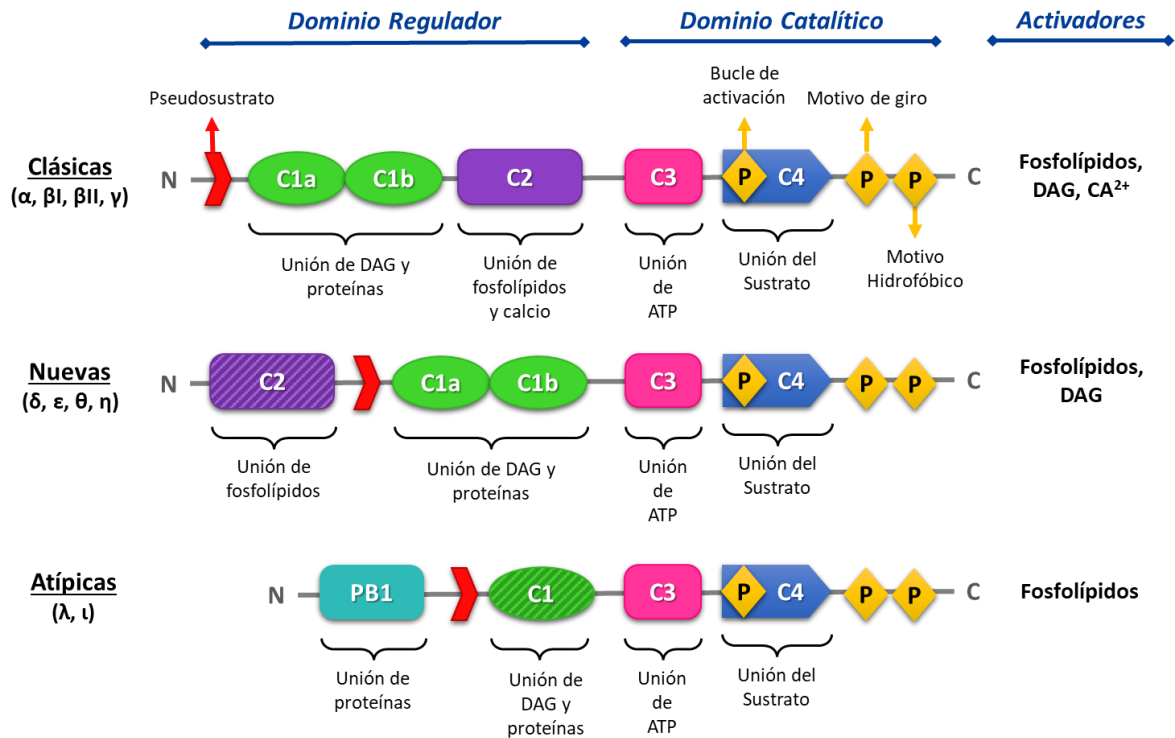 Dominio Regulador
Dominio Catalítico
Activadores
Pseudosustrato
Bucle de
activación
Motivo de giro
Clásicas
(α, βI, βII, γ)
N
C1a
C1b
C2
C3
P
C4
P
P
C
Fosfolípidos,
DAG, CA²⁺
Unión de DAG y
proteínas
Unión de
fosfolípidos
y calcio
Unión
de
ATP
Unión del
Sustrato
Motivo
Hidrofóbico
Nuevas
(δ, ε, θ, η)
N
C2
C1a
C1b
C3
P
C4
P
P
C
Fosfolípidos,
DAG
Unión de
fosfolípidos
Unión de DAG y
proteínas
Unión
de
ATP
Unión del
Sustrato
Atípicas
(λ, ι)
N
PB1
C1
C3
P
C4
P
P
C
Fosfolípidos
Unión de
proteínas
Unión de
DAG y
proteínas
Unión
de
ATP
Unión del
Sustrato